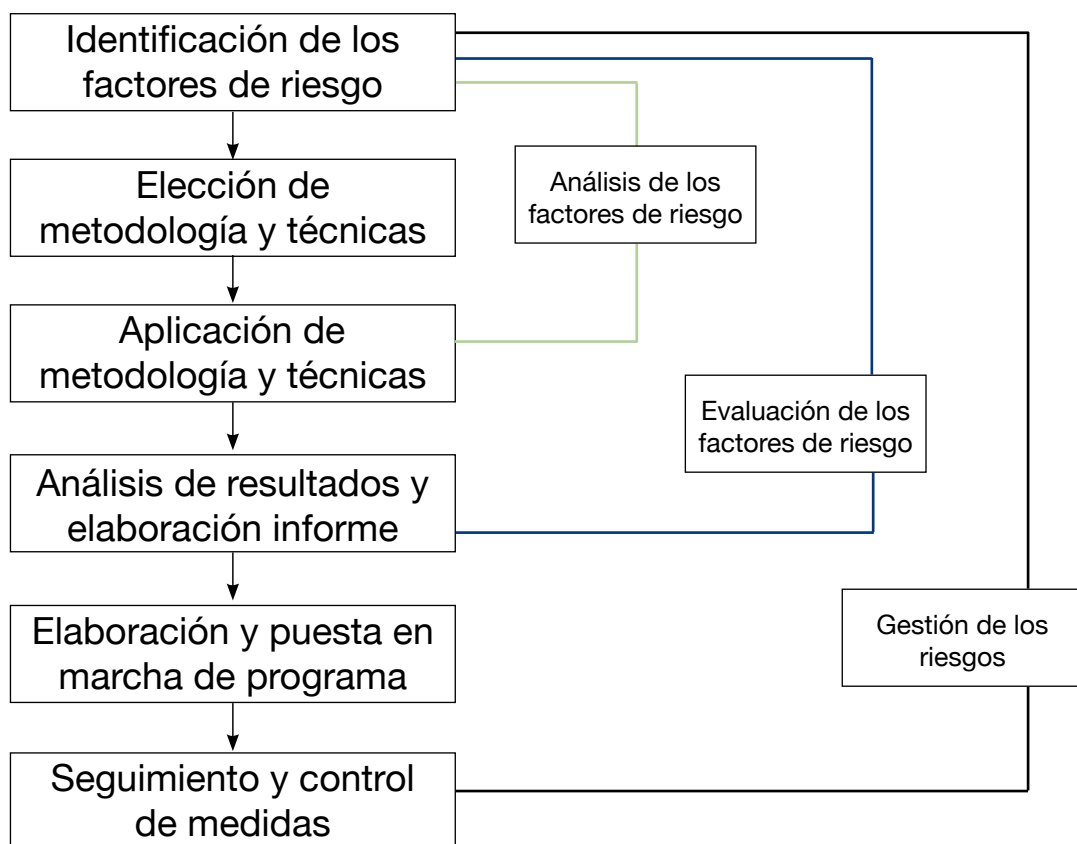 Identificación de los
factores de riesgo
Elección de
metodología y técnicas
Análisis de los
factores de riesgo
Aplicación de
metodología y técnicas
Evaluación de los
factores de riesgo
Análisis de resultados y
elaboración informe
Elaboración y puesta en
marcha de programa
Gestión de los
riesgos
Seguimiento y control
de medidas